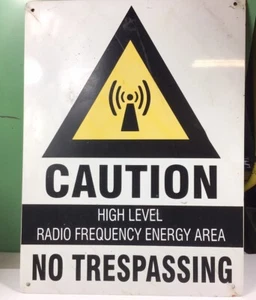 CAUTION
HIGH LEVEL
RADIO FREQUENCY ENERGY AREA
NO TRESPASSING